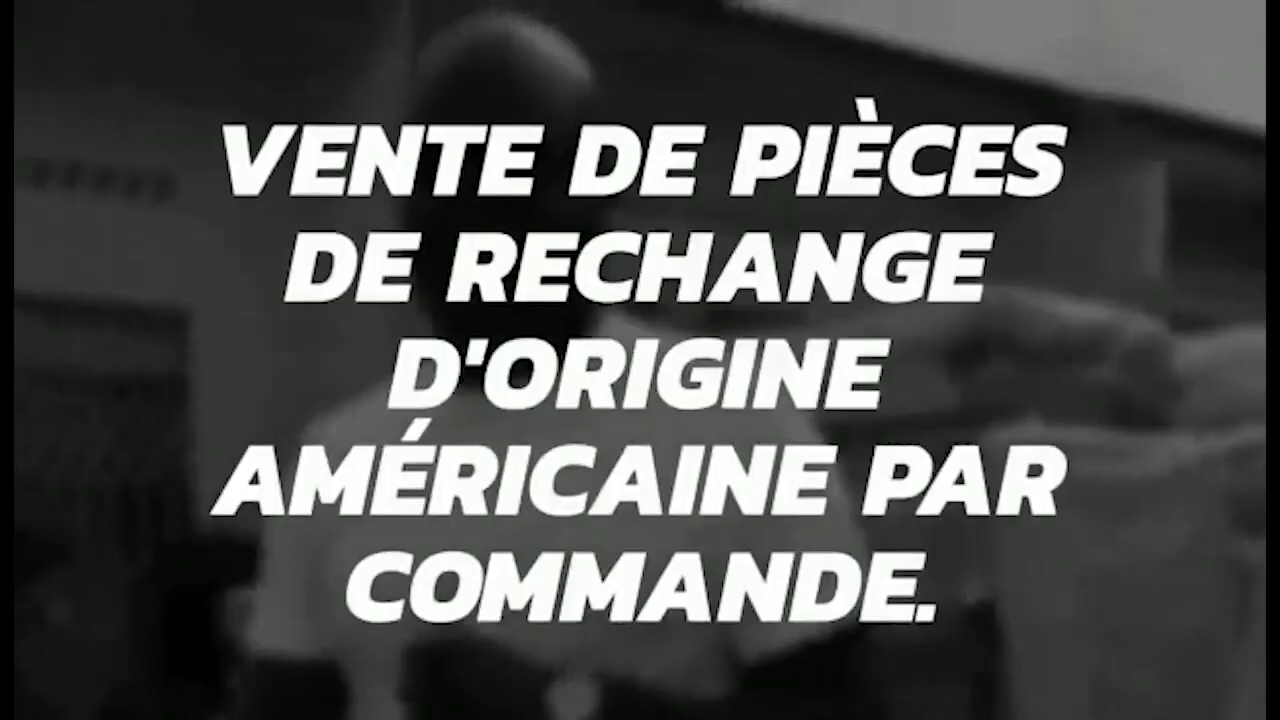 VENTE DE PIÈCES
DE RECHANGE
D'ORIGINE
AMÉRICAINE PAR
COMMANDE.